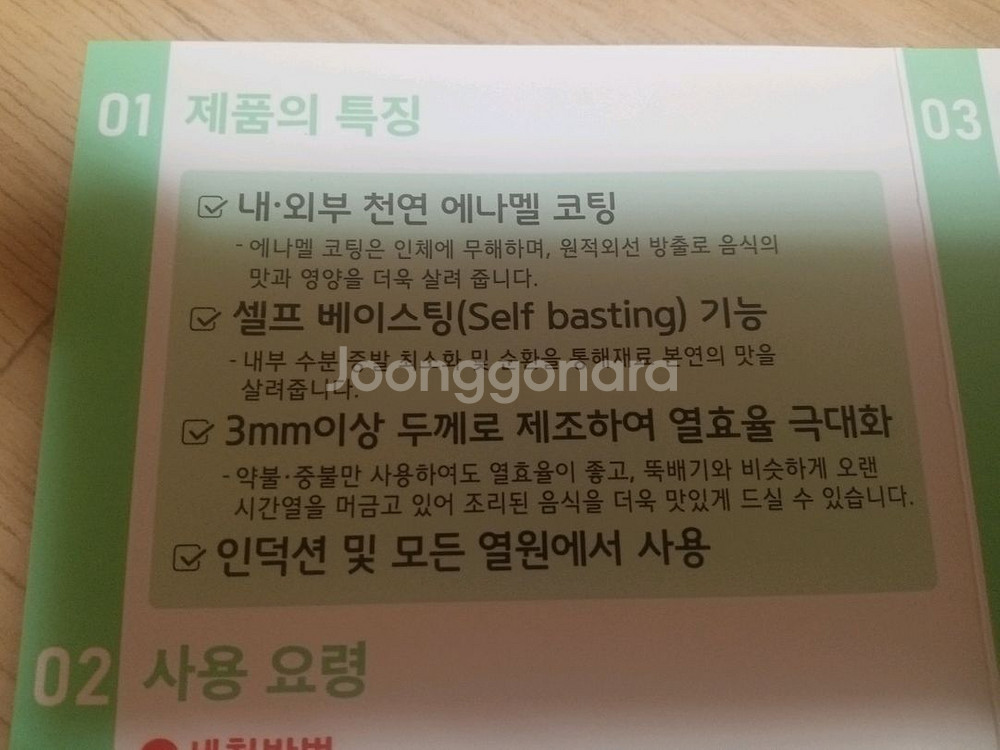 01 제품의 특징
03
내·외부 천연 에나멜 코팅
- 에나멜 코팅은 인체에 무해하며, 원적외선 방출로 음식의
맛과 영양을 더욱 살려 줍니다.
셀프 베이스팅(Self basting) 기능
- 내부 수분 증발 최소화 및 순환을 통해재료 본연의 맛을
살려줍니다.
Joonggonara
3mm이상 두께로 제조하여 열효율 극대화
- 약불·중불만 사용하여도 열효율이 좋고, 뚝배기와 비슷하게 오랜
시간열을 머금고 있어 조리된 음식을 더욱 맛있게 드실 수 있습니다.
인덕션 및 모든 열원에서 사용
02 사용 요령
세척방법